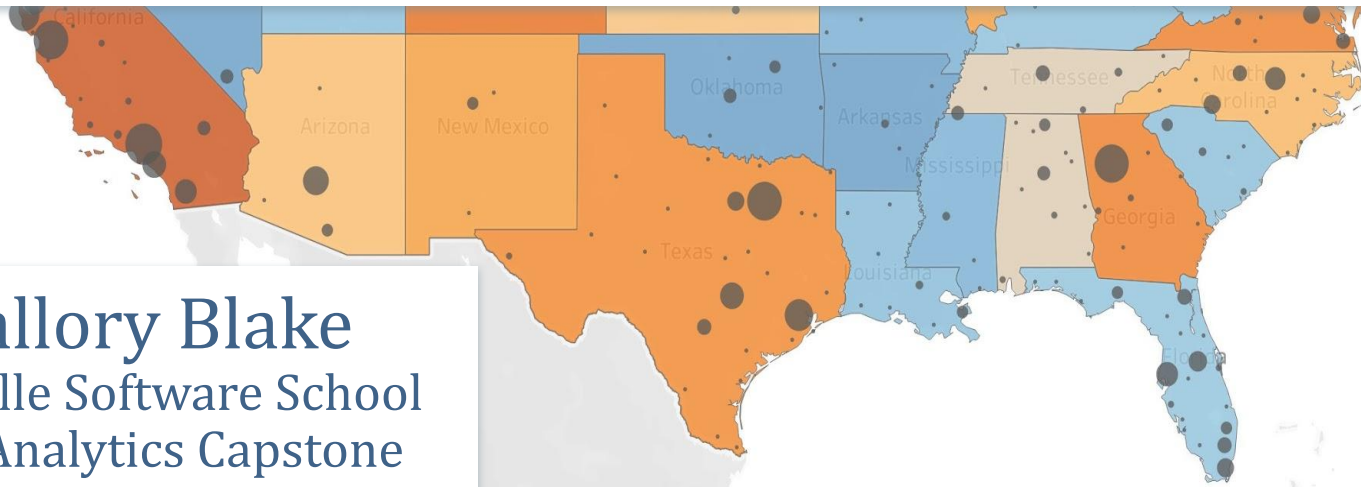 California
Oklahoma
Tennessee
North
Carolina
Arizona
New Mexico
Arkansas
Mississippi
Georgia
Texas
Louisiana
Florida
allory Blake
lle Software School
Analytics Capstone